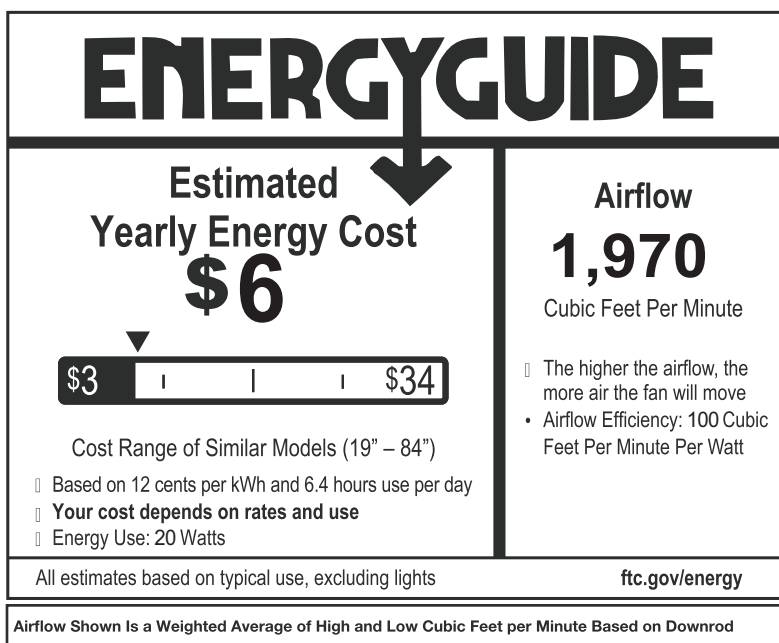 ENERGYGUIDE
Estimated
Yearly Energy Cost
$6
$3 $34
Cost Range of Similar Models (19” – 84”)
Based on 12 cents per kWh and 6.4 hours use per day
Your cost depends on rates and use
Energy Use: 20 Watts
Airflow
1,970
Cubic Feet Per Minute
The higher the airflow, the
more air the fan will move
• Airflow Efficiency: 100 Cubic
Feet Per Minute Per Watt
All estimates based on typical use, excluding lights
ftc.gov/energy
Airflow Shown Is a Weighted Average of High and Low Cubic Feet per Minute Based on Downrod